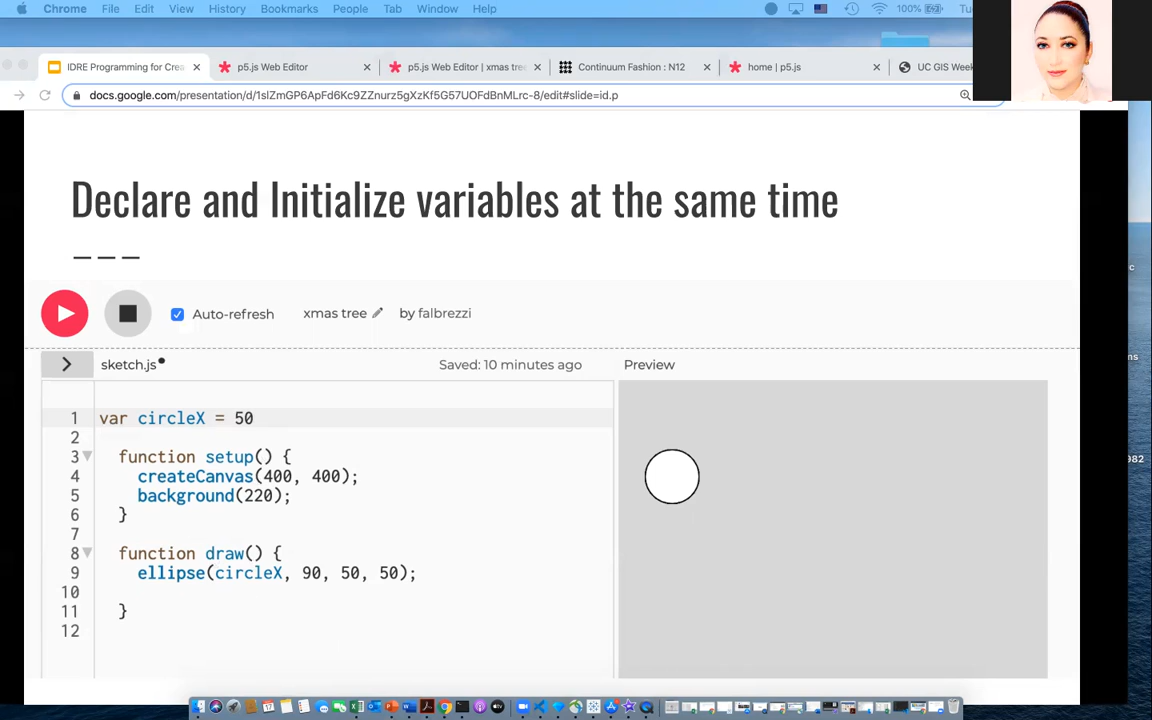 Chrome File Edit View History Bookmarks People Tab Window Help 100%
IDRE Programming for Crea p5.js Web Editor p5.js Web Editor | xmas tre Continuum Fashion : N12 home | p5.js UC GIS Week
docs.google.com/presentation/d/1slZmGP6ApFd6Kc9ZZnurz5gXzKf5G57UOFdBnMLrc-8/edit#slide=id.p
Declare and Initialize variables at the same time
Auto-refresh xmas tree by falbrezzi
sketch.js Saved: 10 minutes ago Preview
1 var circleX = 50
2
3 function setup() {
4 createCanvas(400, 400);
5 background(220);
6 }
7
8 function draw() {
9 ellipse(circleX, 90, 50, 50);
10
11 }
12
982